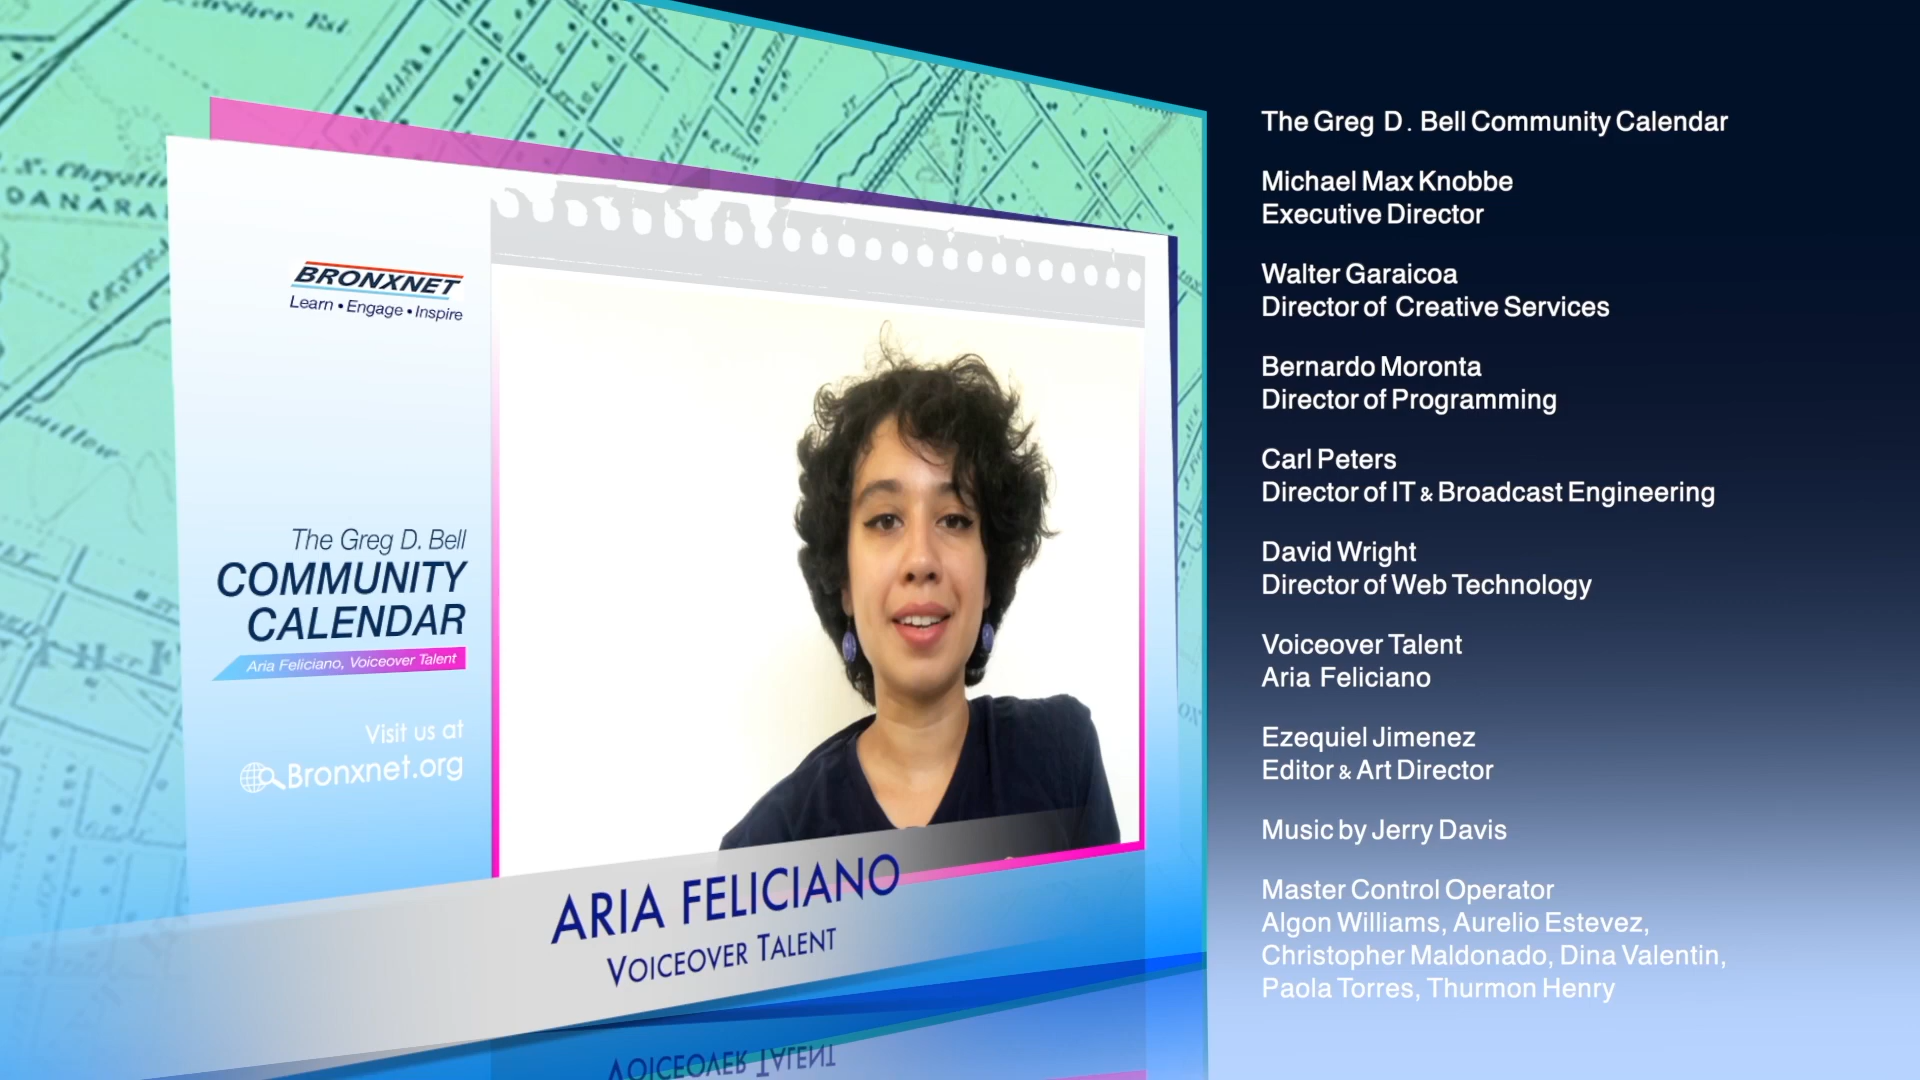 BRONXNET
Learn • Engage • Inspire
The Greg D. Bell
COMMUNITY
CALENDAR
Aria Feliciano, Voiceover Talent
Visit us at
Bronxnet.org
ARIA FELICIANO
VOICEOVER TALENT
VOICEOVER TALENT
The Greg D. Bell Community Calendar
Michael Max Knobbe
Executive Director
Walter Garaicoa
Director of Creative Services
Bernardo Moronta
Director of Programming
Carl Peters
Director of IT & Broadcast Engineering
David Wright
Director of Web Technology
Voiceover Talent
Aria Feliciano
Ezequiel Jimenez
Editor & Art Director
Music by Jerry Davis
Master Control Operator
Algon Williams, Aurelio Estevez,
Christopher Maldonado, Dina Valentin,
Paola Torres, Thurmon Henry